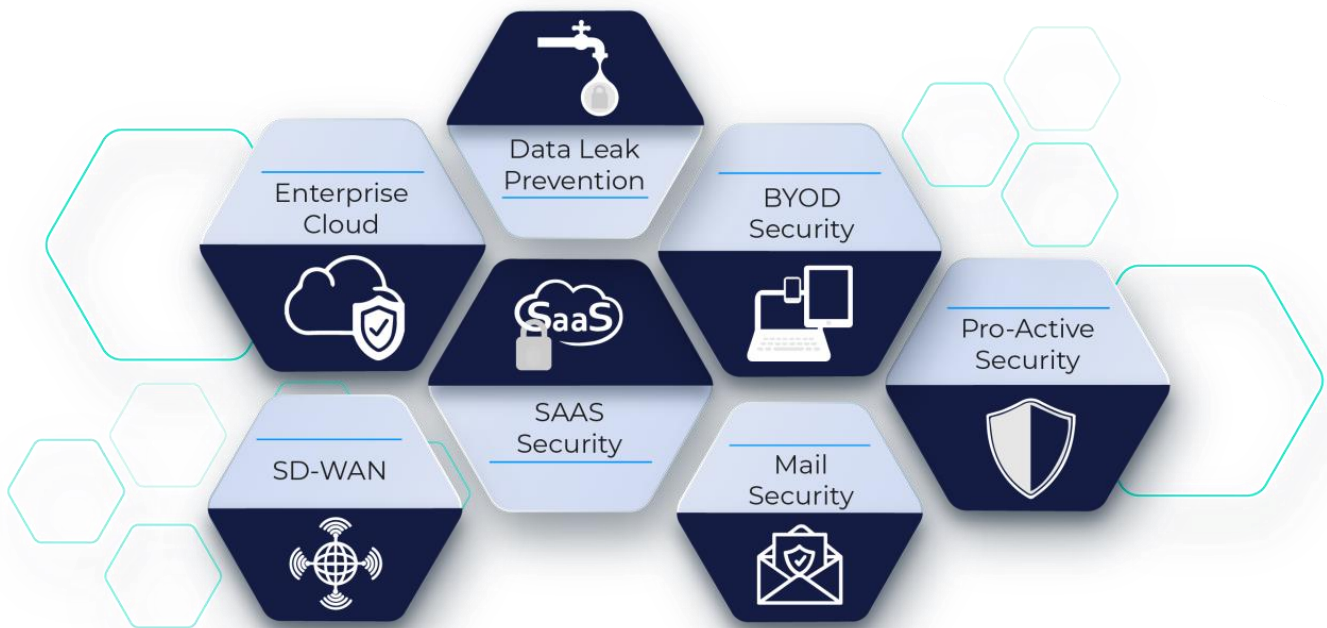 Data Leak
Prevention
Enterprise
Cloud
BYOD
Security
SaaS
Pro-Active
Security
SAAS
Security
SD-WAN
Mail
Security